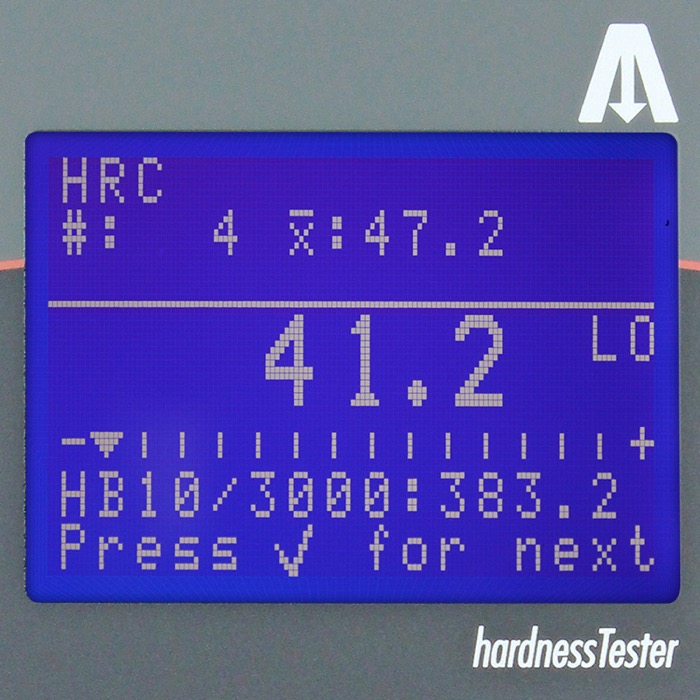 HRC
#: 4 x̄:47.2
41.2 LO
- +
HB10/3000:383.2
Press ✓ for next
hardnessTester